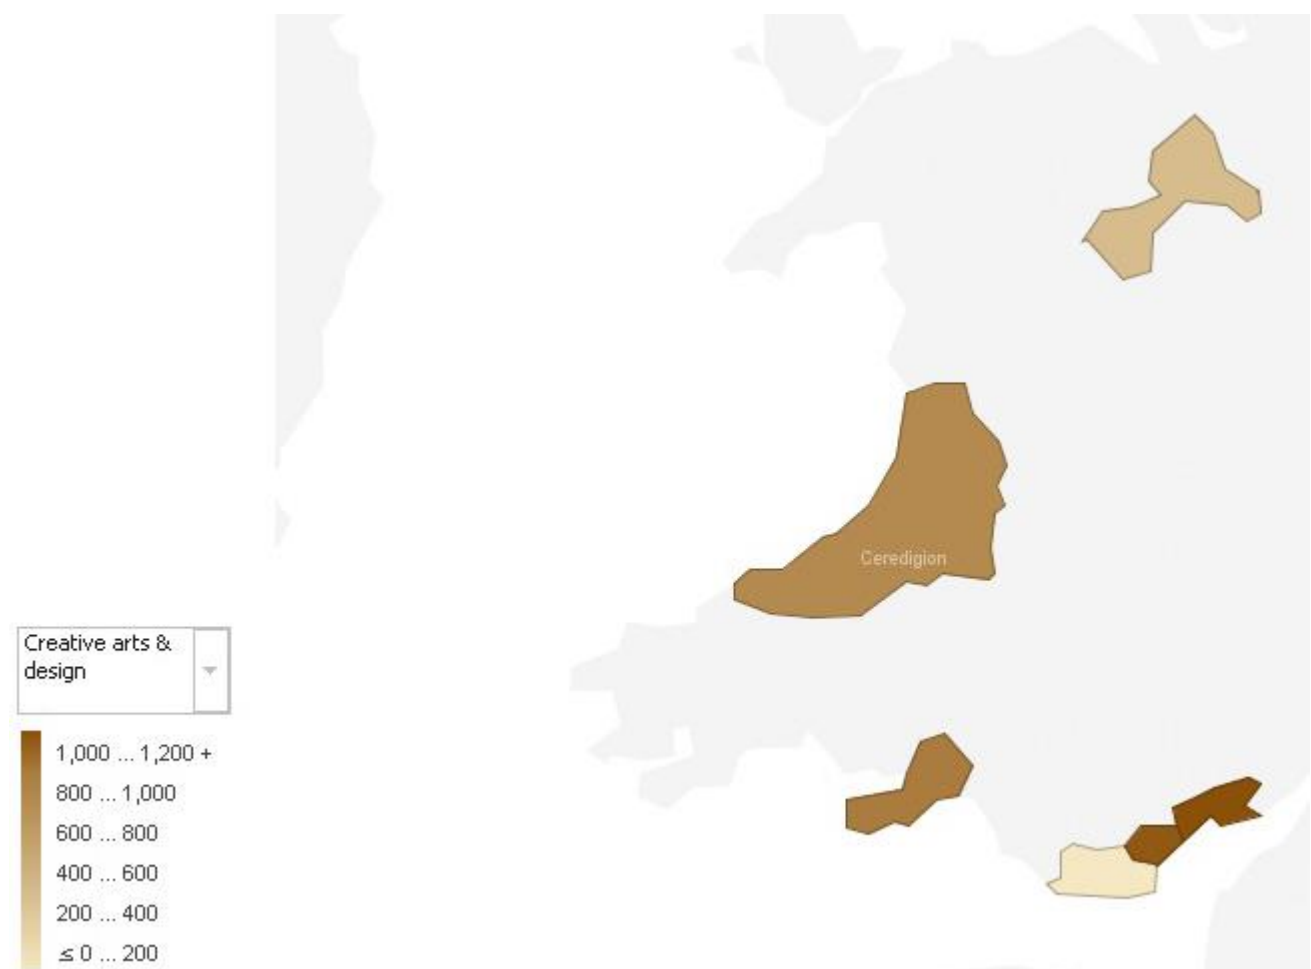 Ceredigion
Creative arts &
design
1,000 ... 1,200 +
800 ... 1,000
600 ... 800
400 ... 600
200 ... 400
≤ 0 ... 200